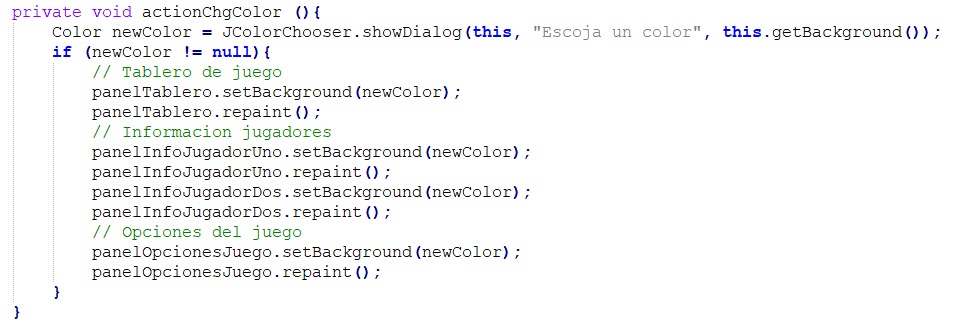 private void actionChgColor (){
Color newColor = JColorChooser.showDialog(this, "Escoja un color", this.getBackground());
if (newColor != null){
// Tablero de juego
panelTablero.setBackground(newColor);
panelTablero.repaint();
// Informacion jugadores
panelInfoJugadorUno.setBackground(newColor);
panelInfoJugadorUno.repaint();
panelInfoJugadorDos.setBackground(newColor);
panelInfoJugadorDos.repaint();
// Opciones del juego
panelOpcionesJuego.setBackground(newColor);
panelOpcionesJuego.repaint();
}
}